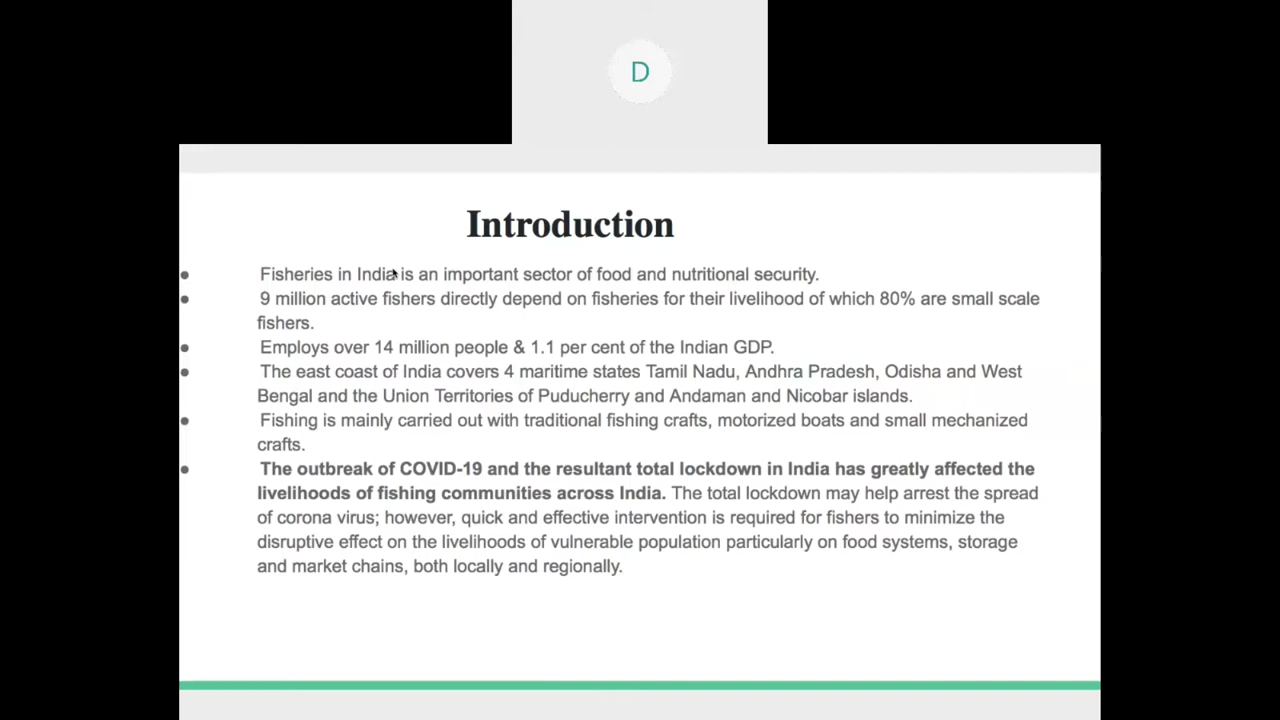 D
Introduction
● Fisheries in India is an important sector of food and nutritional security.
● 9 million active fishers directly depend on fisheries for their livelihood of which 80% are small scale
fishers.
● Employs over 14 million people & 1.1 per cent of the Indian GDP.
● The east coast of India covers 4 maritime states Tamil Nadu, Andhra Pradesh, Odisha and West
Bengal and the Union Territories of Puducherry and Andaman and Nicobar islands.
● Fishing is mainly carried out with traditional fishing crafts, motorized boats and small mechanized
crafts.
● The outbreak of COVID-19 and the resultant total lockdown in India has greatly affected the
livelihoods of fishing communities across India. The total lockdown may help arrest the spread
of corona virus; however, quick and effective intervention is required for fishers to minimize the
disruptive effect on the livelihoods of vulnerable population particularly on food systems, storage
and market chains, both locally and regionally.